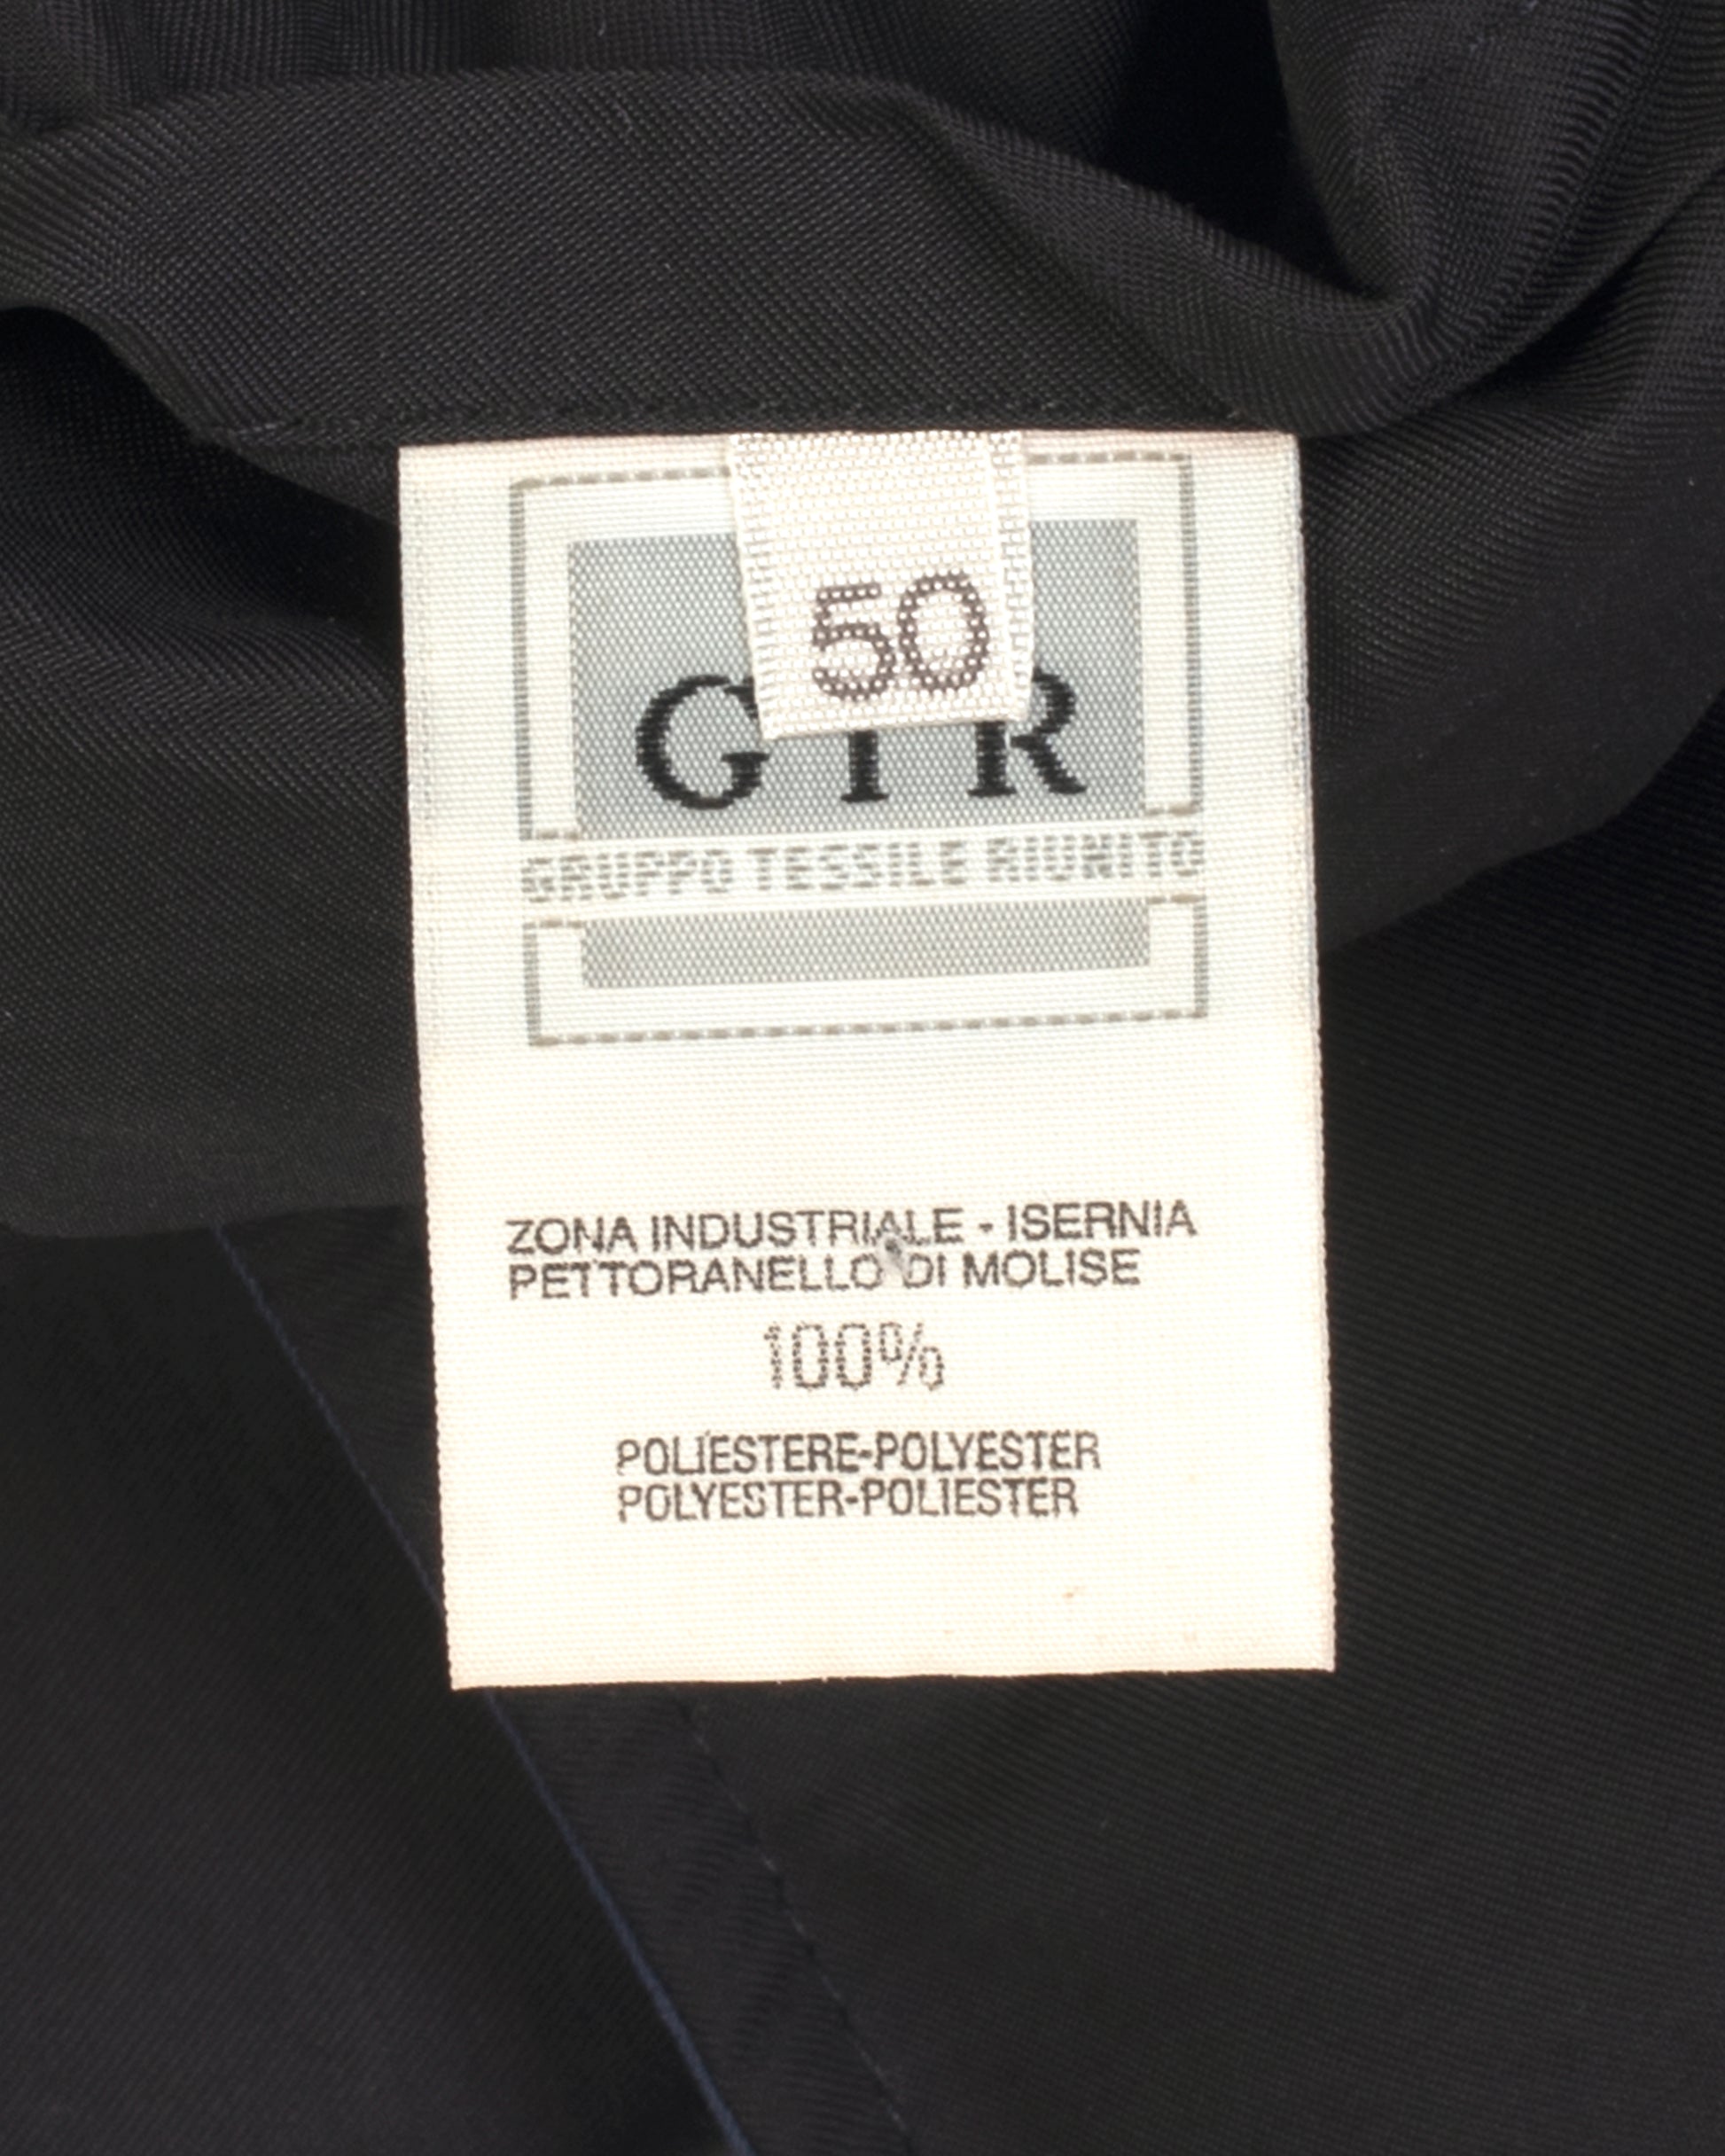 50
GTR
GRUPPO TESSILE RIUNITO
ZONA INDUSTRIALE - ISERNIA
PETTORANELLO DI MOLISE
100%
POLIESTERE-POLYESTER
POLYESTER-POLIESTER